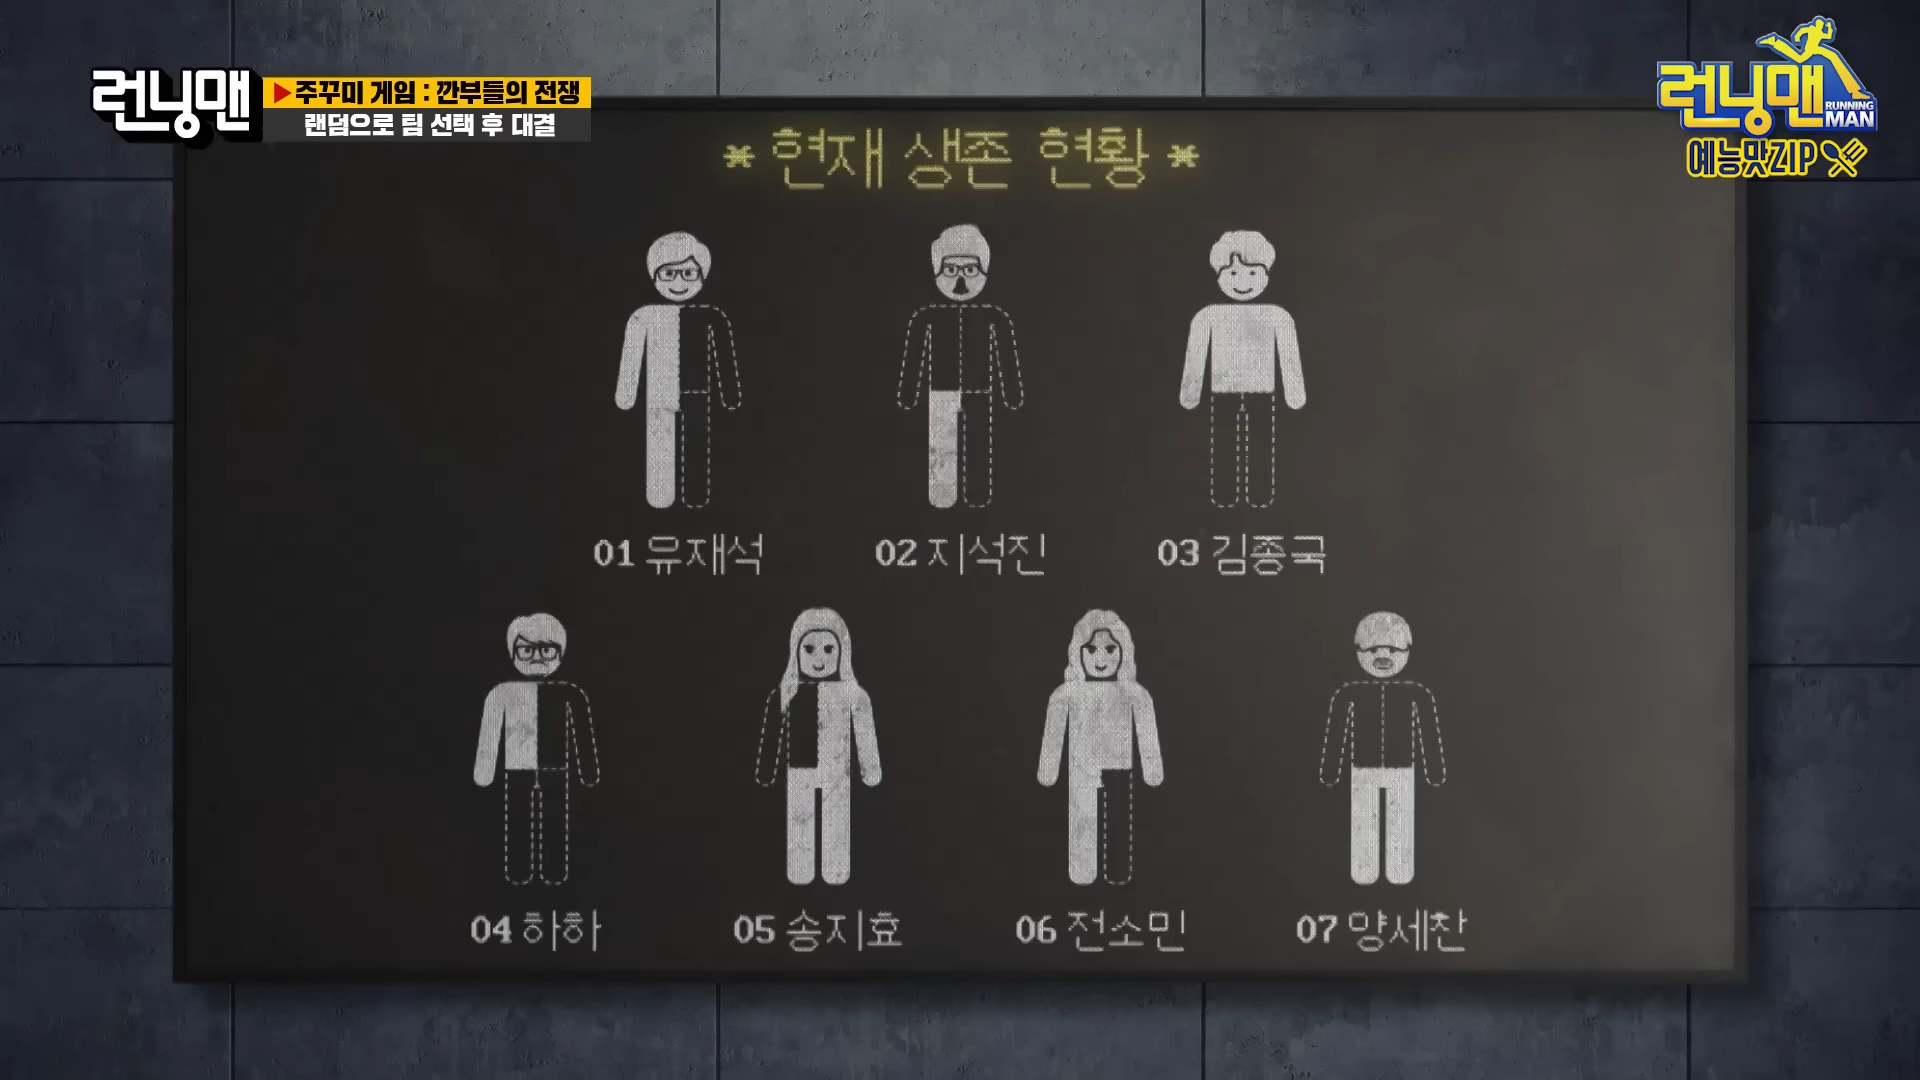 런닝맨
▶주꾸미 게임 : 깐부들의 전쟁
랜덤으로 팀 선택 후 대결
런닝맨
RUNNING
MAN
예능맛ZIP
* 현재 생존 현황 *
01 유재석
02 지석진
03 김종국
04 하하
05 송지효
06 전소민
07 양세찬